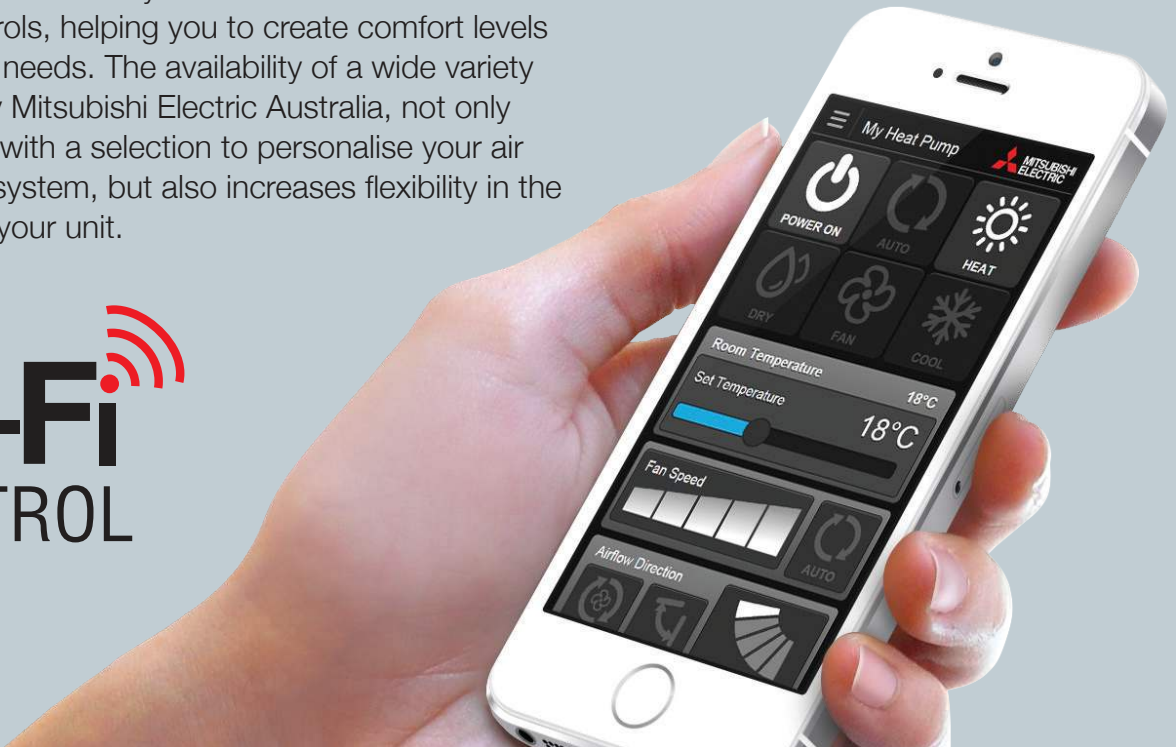 rols, helping you to create comfort levels
needs. The availability of a wide variety
Mitsubishi Electric Australia, not only
with a selection to personalise your air
system, but also increases flexibility in the
your unit.
-Fi
TROL
My Heat Pump
MITSUBISHI
ELECTRIC
POWER ON
AUTO
HEAT
DRY
FAN
COOL
Room Temperature
18°C
Set Temperature
18°C
Fan Speed
AUTO
Airflow Direction